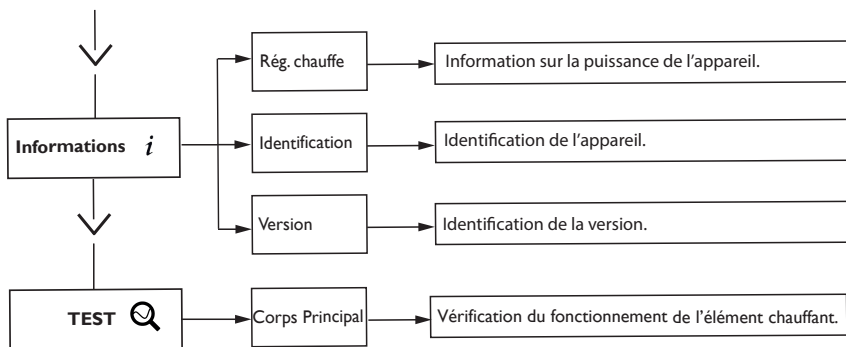 Rég. chauffe
Information sur la puissance de l'appareil.
Informations i
Identification
Identification de l'appareil.
Version
Identification de la version.
TEST
Corps Principal
Vérification du fonctionnement de l'élément chauffant.